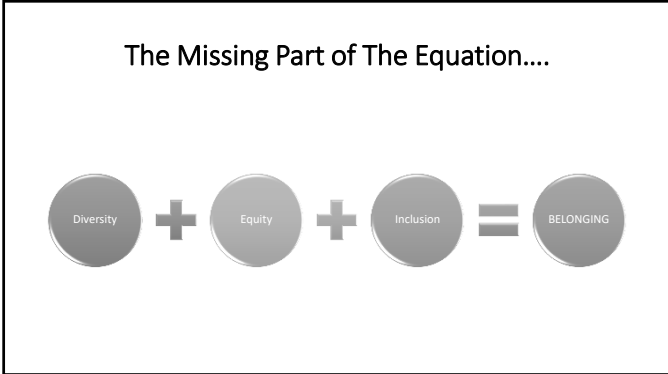 The Missing Part of The Equation....
Diversity + Equity + Inclusion = BELONGING